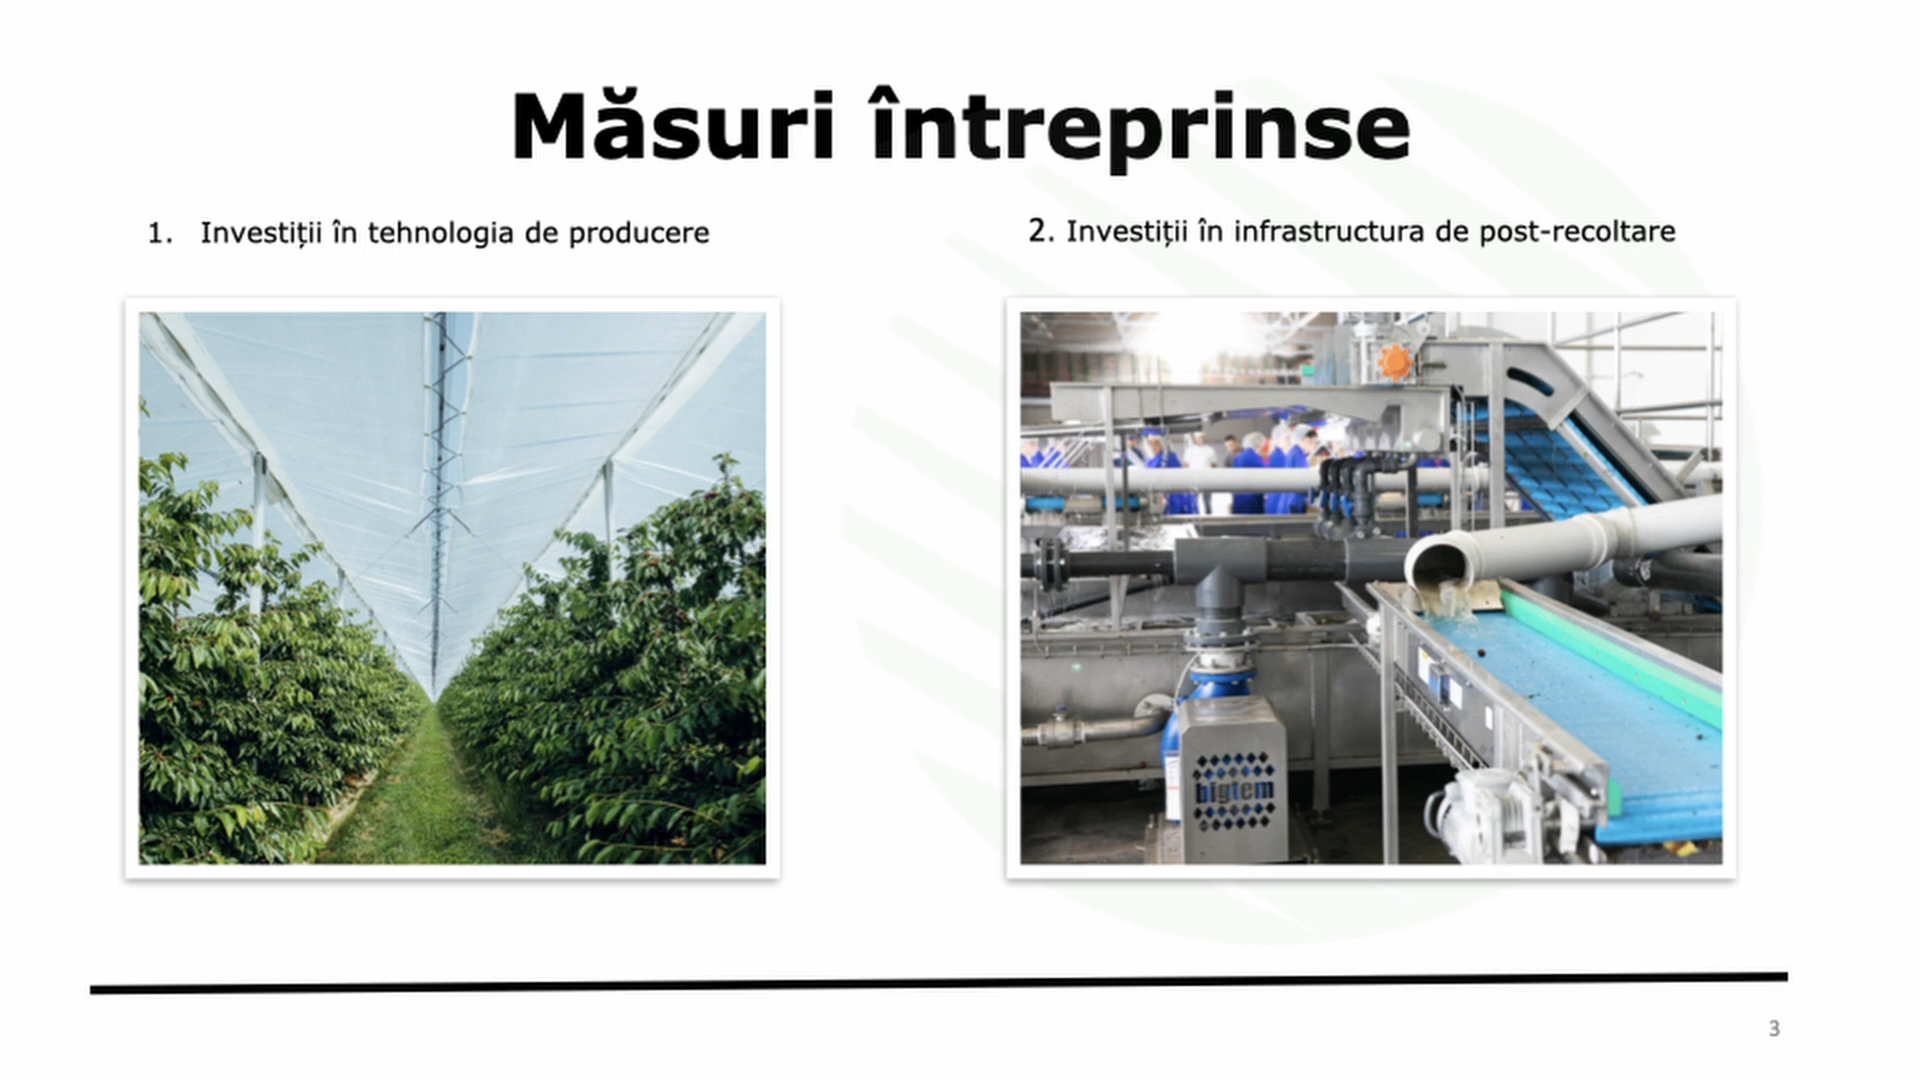 Măsuri întreprinse
1. Investiții în tehnologia de producere
2. Investiții în infrastructura de post-recoltare
bigtem
3